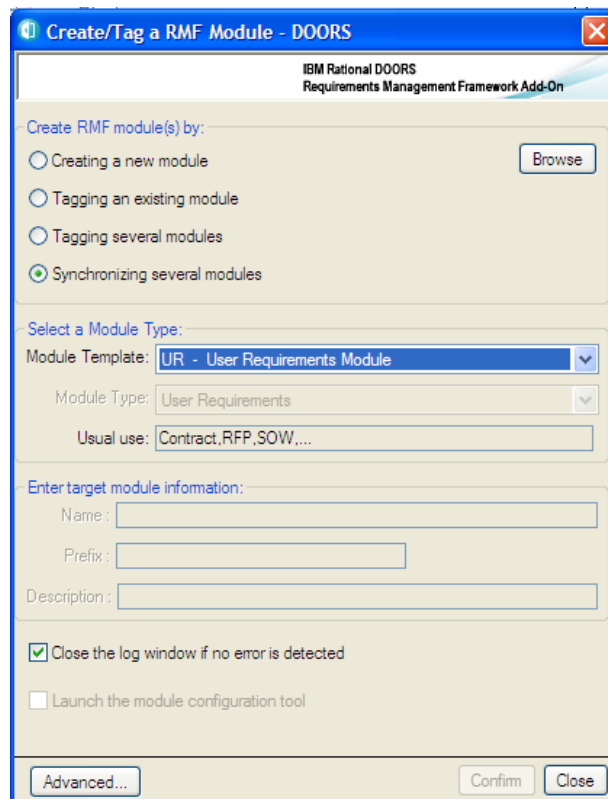 Create/Tag a RMF Module - DOORS
IBM Rational DOORS
Requirements Management Framework Add-On
Create RMF module(s) by:
Creating a new module
Browse
Tagging an existing module
Tagging several modules
Synchronizing several modules
Select a Module Type:
Module Template: UR - User Requirements Module
Module Type: User Requirements
Usual use: Contract,RFP,SOW,...
Enter target module information:
Name :
Prefix :
Description :
Close the log window if no error is detected
Launch the module configuration tool
Advanced... Confirm Close